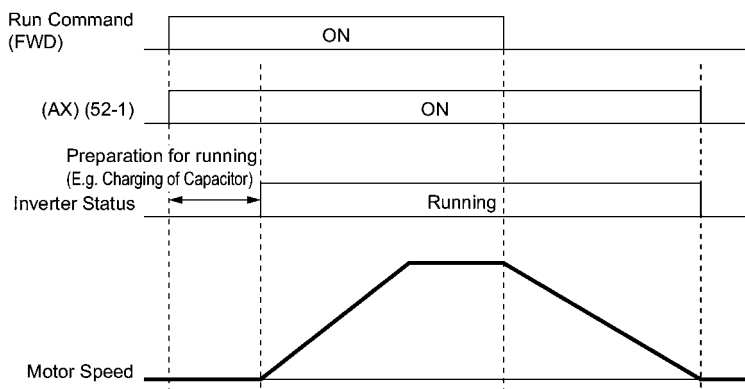 Run Command
(FWD)
ON
(AX) (52-1)
ON
Preparation for running
(E.g. Charging of Capacitor)
Inverter Status
Running
Motor Speed